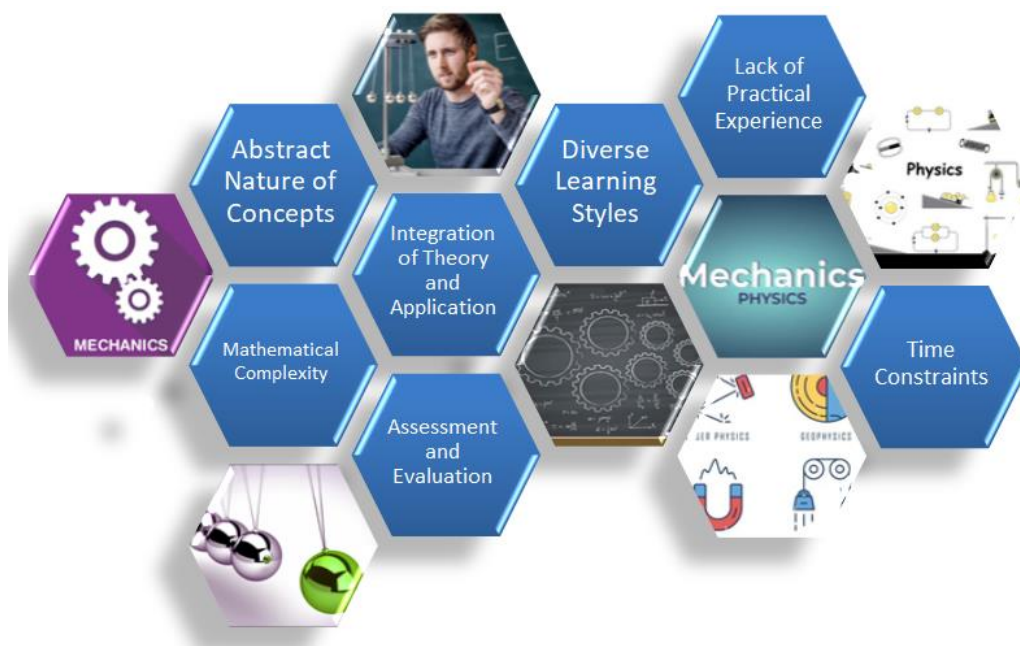 Abstract
Nature of
Concepts
Diverse
Learning
Styles
Lack of
Practical
Experience
Physics
MECHANICS
Integration
of Theory
and
Application
Mechanics
PHYSICS
Mathematical
Complexity
Assessment
and
Evaluation
Time
Constraints
PHYSICS
GEOPHYSICS